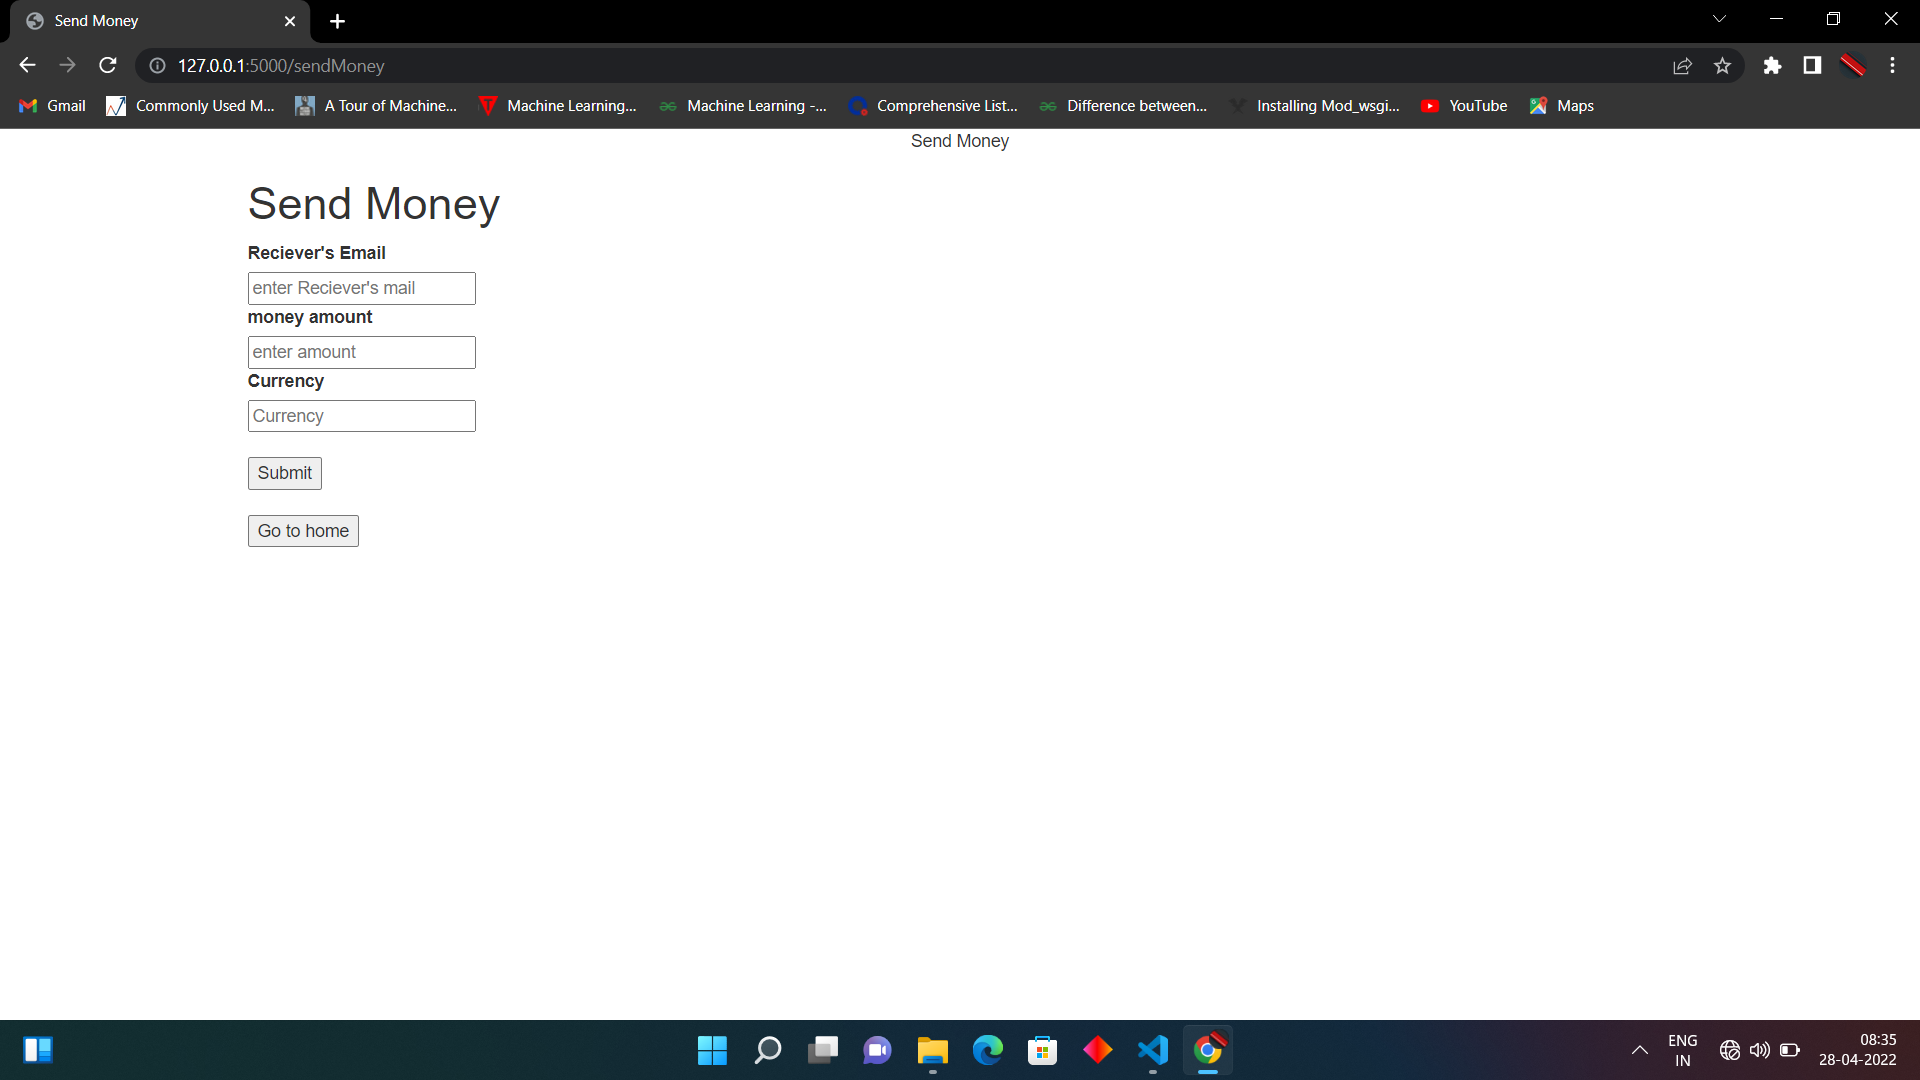 Send Money
127.0.0.1:5000/sendMoney
Gmail
Commonly Used M...
A Tour of Machine...
Machine Learning...
Machine Learning -...
Comprehensive List...
Difference between...
Installing Mod_wsgi...
YouTube
Maps
Send Money
Send Money
Reciever's Email
enter Reciever's mail
money amount
enter amount
Currency
Currency
Submit
Go to home
ENG
IN
08:35
28-04-2022